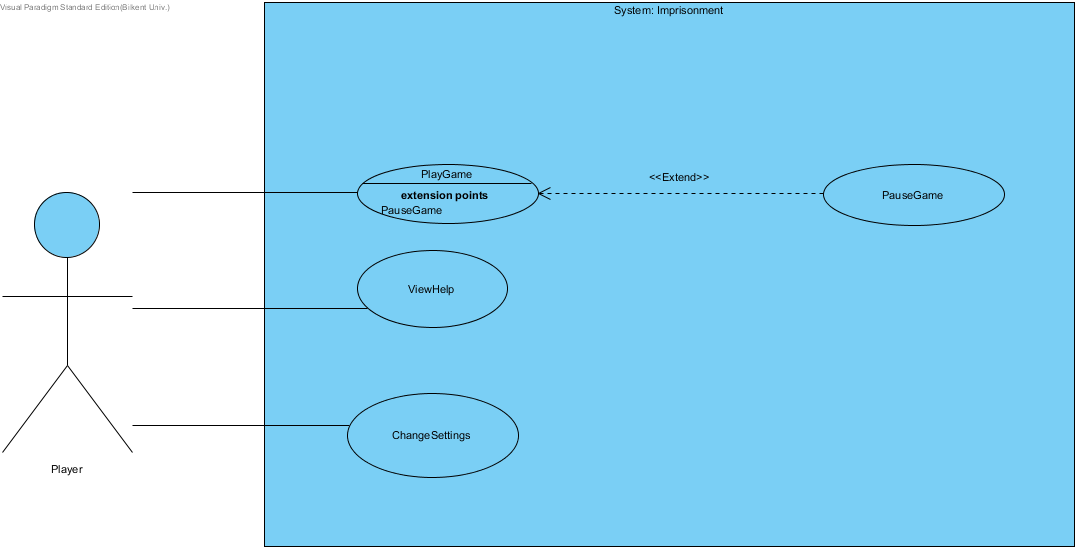 Visual Paradigm Standard Edition(Bilkent Univ.)
System: Imprisonment
PlayGame
<<Extend>>
extension points
PauseGame
PauseGame
ViewHelp
ChangeSettings
Player